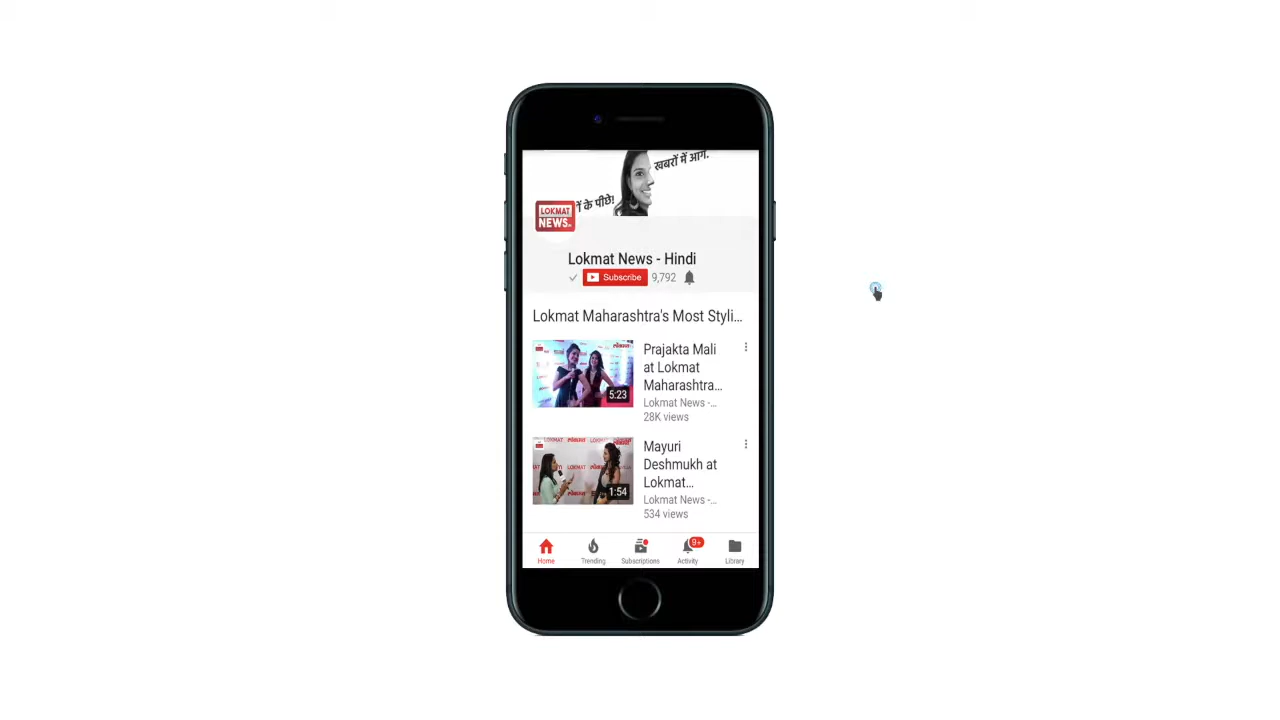 खबरों में आग.
ों के पीछे!
LOKMAT
NEWS
Lokmat News - Hindi
Subscribe 9,792
Lokmat Maharashtra's Most Styli...
Prajakta Mali
at Lokmat
Maharashtra...
Lokmat News -...
28K views
5:23
Mayuri
Deshmukh at
Lokmat...
Lokmat News -...
534 views
LOKMAT
1:54
9+
Home Trending Subscriptions Activity Library